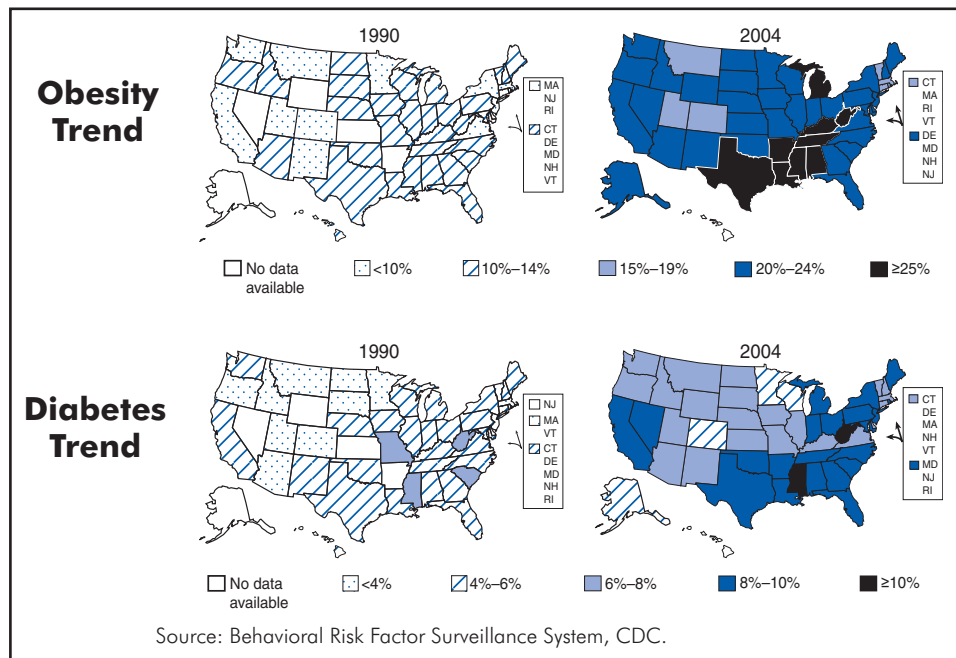 Obesity
Trend
1990
MA
NJ
RI
CT
DE
MD
NH
VT
2004
CT
MA
RI
VT
DE
MD
NH
NJ
No data
available
<10%
10%–14%
15%–19%
20%–24%
≥25%
Diabetes
Trend
1990
NJ
MA
VT
CT
DE
MD
NH
RI
2004
CT
DE
MA
NH
VT
MD
NJ
RI
No data
available
<4%
4%–6%
6%–8%
8%–10%
≥10%
Source: Behavioral Risk Factor Surveillance System, CDC.